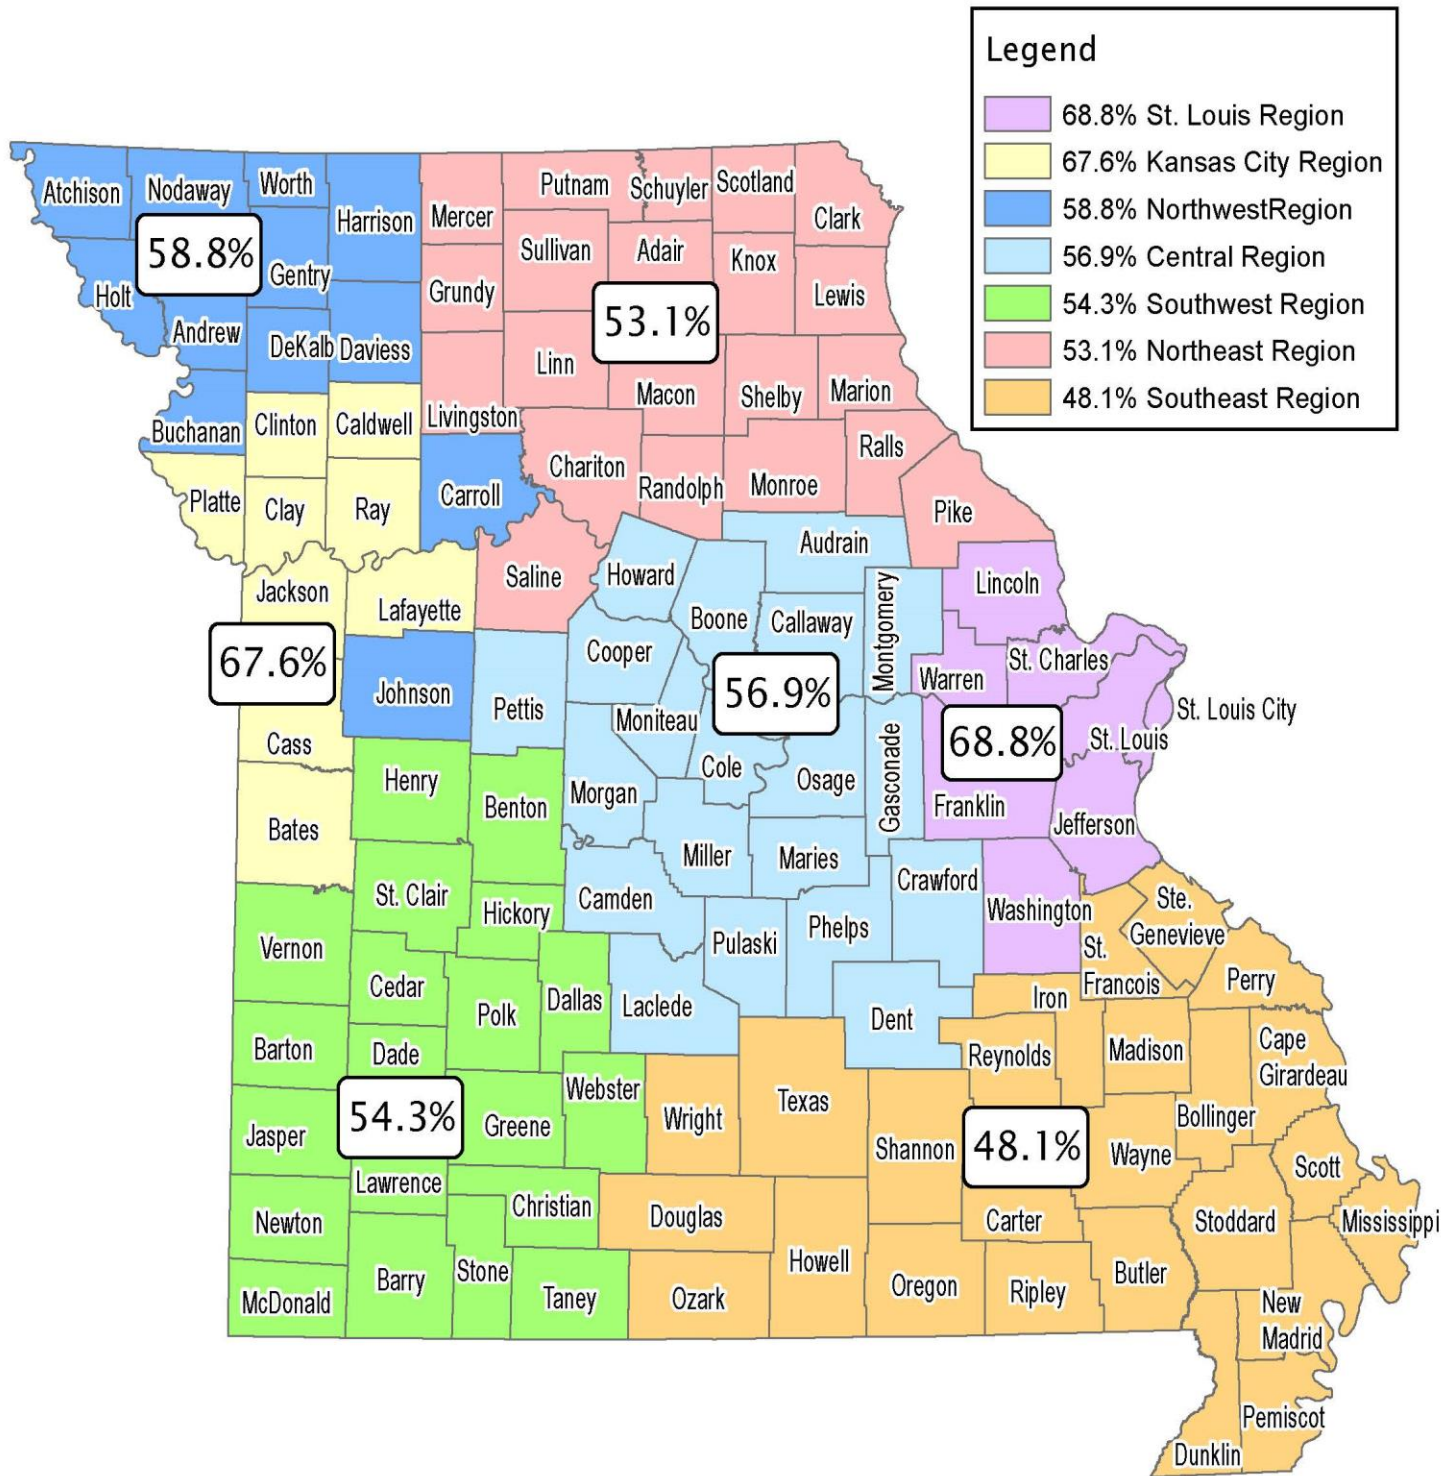 Legend
68.8% St. Louis Region
67.6% Kansas City Region
58.8% NorthwestRegion
56.9% Central Region
54.3% Southwest Region
53.1% Northeast Region
48.1% Southeast Region
Atchison
Nodaway
Worth
Harrison
Mercer
Putnam
Schuyler
Scotland
Clark
58.8%
Gentry
Holt
Andrew
DeKalb
Daviess
Buchanan
Grundy
Sullivan
Adair
Knox
Lewis
53.1%
Linn
Macon
Shelby
Marion
Livingston
Clinton
Caldwell
Platte
Clay
Ray
Carroll
Chariton
Randolph
Monroe
Ralls
Pike
Audrain
Saline
Howard
Boone
Callaway
Montgomery
Lincoln
Jackson
Lafayette
67.6%
Johnson
Pettis
Cooper
Moniteau
56.9%
Warren
St. Charles
St. Louis City
St. Louis
68.8%
Cass
Henry
Benton
Morgan
Cole
Osage
Gasconade
Franklin
Jefferson
Bates
St. Clair
Hickory
Camden
Miller
Maries
Crawford
Washington
Ste.
Genevieve
St.
Francois
Perry
Vernon
Cedar
Polk
Dallas
Laclede
Pulaski
Phelps
Dent
Iron
Barton
Dade
Webster
Reynolds
Madison
Cape
Girardeau
54.3%
Jasper
Greene
Wright
Texas
Shannon
48.1%
Wayne
Bollinger
Scott
Lawrence
Newton
Christian
Douglas
Carter
Stoddard
Mississippi
McDonald
Barry
Stone
Taney
Ozark
Howell
Oregon
Ripley
Butler
New
Madrid
Pemiscot
Dunklin